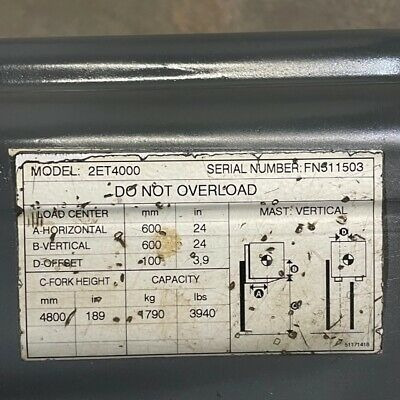 MODEL: 2ET4000 SERIAL NUMBER: FN511503
DO NOT OVERLOAD
LOAD CENTER mm in MAST: VERTICAL
A-HORIZONTAL 600 24
B-VERTICAL 600 24
D-OFFSET 100 3,9
C-FORK HEIGHT CAPACITY
mm in kg lbs
4800 189 1790 3940
D
B
A
C
51171418